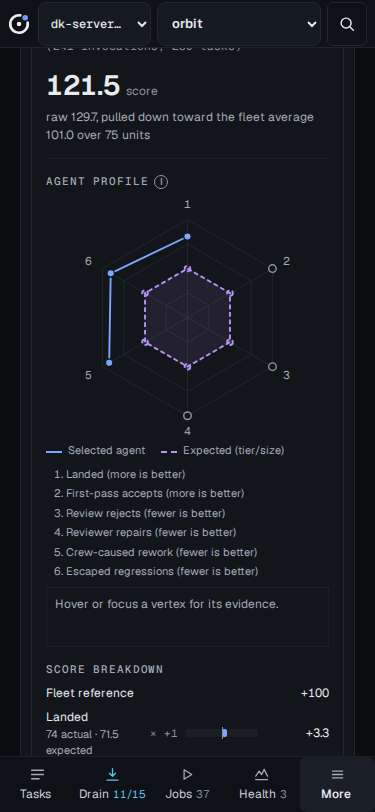 dk-server…
orbit
121.5 score
raw 129.7, pulled down toward the fleet average
101.0 over 75 units
AGENT PROFILE
1
6
2
5
3
4
Selected agent
Expected (tier/size)
1. Landed (more is better)
2. First-pass accepts (more is better)
3. Review rejects (fewer is better)
4. Reviewer repairs (fewer is better)
5. Crew-caused rework (fewer is better)
6. Escaped regressions (fewer is better)
Hover or focus a vertex for its evidence.
SCORE BREAKDOWN
Fleet reference +100
Landed
74 actual · 71.5 × +1 +3.3
expected
Tasks Drain 11/15 Jobs 37 Health 3 More